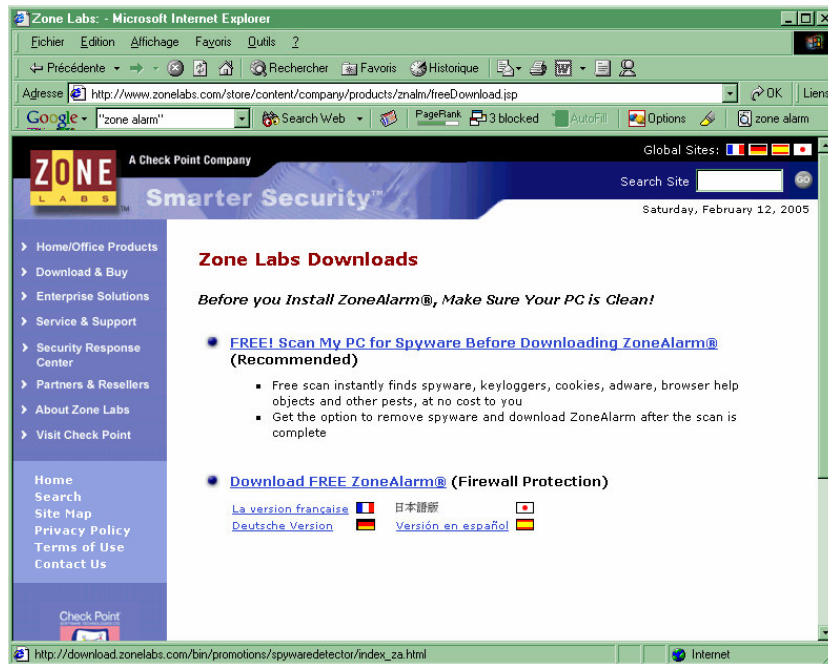 Zone Labs: - Microsoft Internet Explorer
Fichier Edition Affichage Favoris Outils ?
Précédente Rechercher Favoris Historique
Adresse http://www.zonelabs.com/store/content/company/products/znalm/freeDownload.jsp OK Liens
Google "zone alarm" Search Web PageRank 3 blocked AutoFill Options zone alarm
Global Sites:
ZONE LABS TM A Check Point Company
Search Site GO
Smarter Security™
Saturday, February 12, 2005
Home/Office Products
Download & Buy
Enterprise Solutions
Service & Support
Security Response
Center
Partners & Resellers
About Zone Labs
Visit Check Point
Home
Search
Site Map
Privacy Policy
Terms of Use
Contact Us
Check Point
Zone Labs Downloads
Before you Install ZoneAlarm®, Make Sure Your PC is Clean!
FREE! Scan My PC for Spyware Before Downloading ZoneAlarm®
(Recommended)
Free scan instantly finds spyware, keyloggers, cookies, adware, browser help
objects and other pests, at no cost to you
Get the option to remove spyware and download ZoneAlarm after the scan is
complete
Download FREE ZoneAlarm® (Firewall Protection)
La version française 日本語版
Deutsche Version Versión en español
http://download.zonelabs.com/bin/promotions/spywaredetector/index_za.html Internet